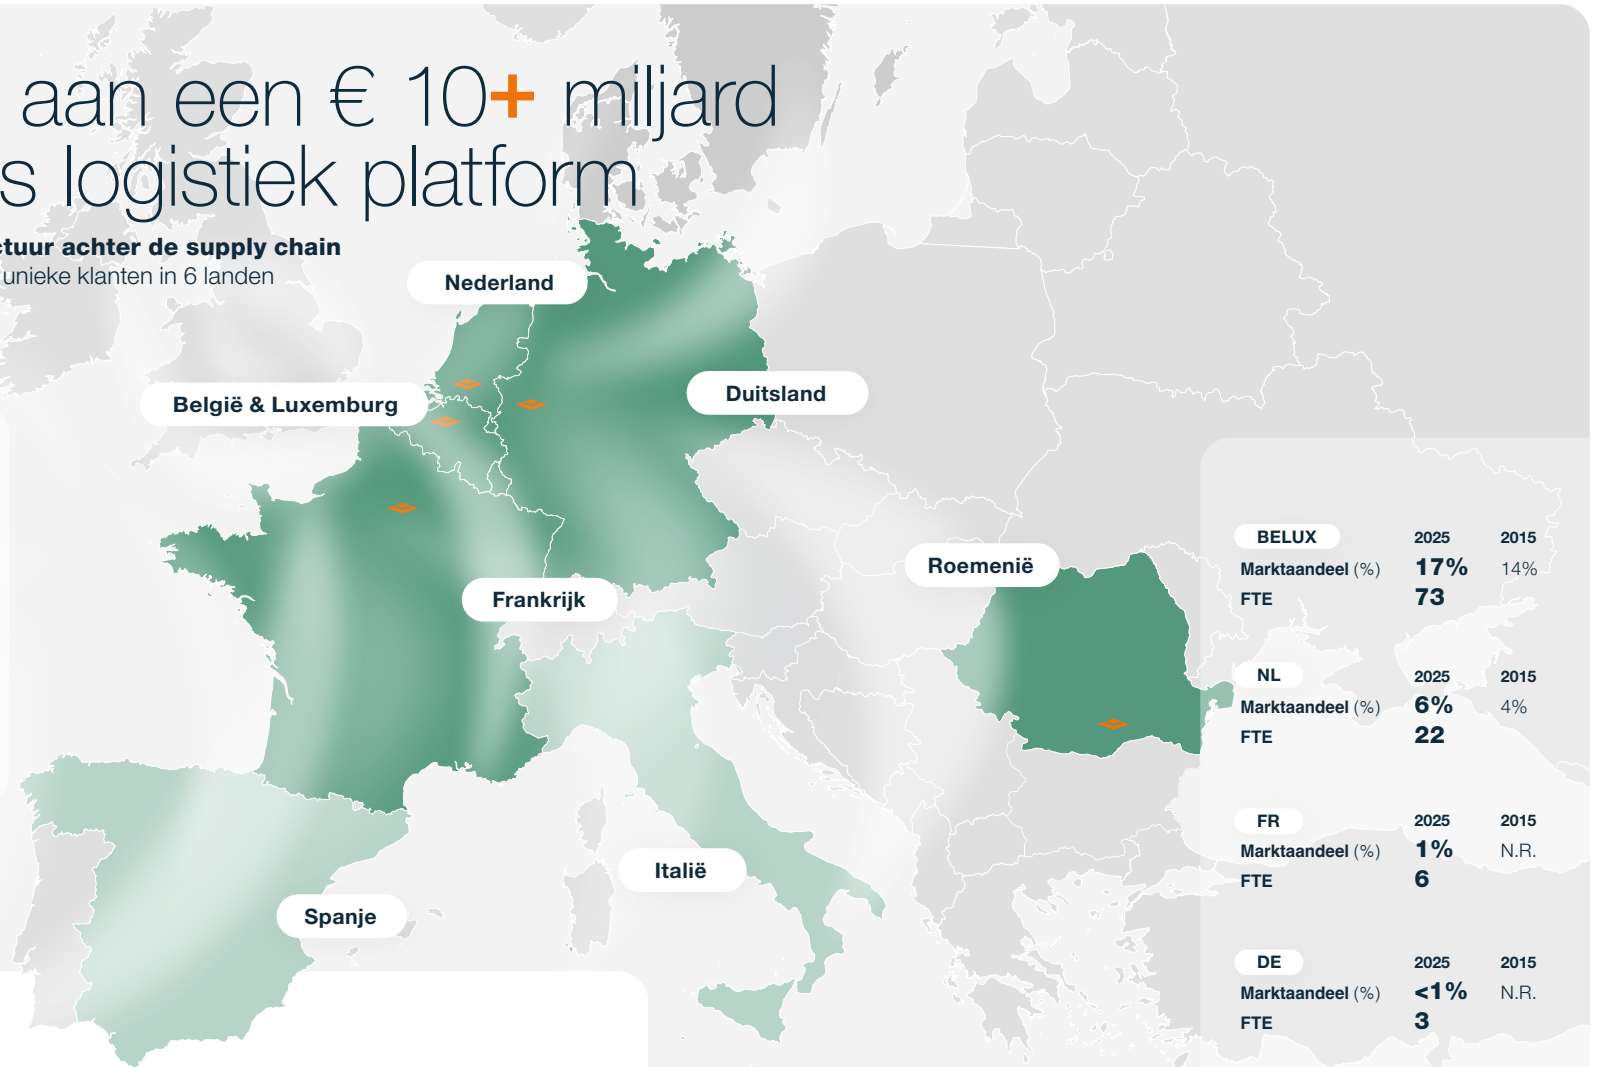 aan een € 10+ miljard
s logistiek platform
ctuur achter de supply chain
unieke klanten in 6 landen
Nederland
Duitsland
België & Luxemburg
Roemenië
Frankrijk
Italië
Spanje
BELUX 2025 2015
Marktaandeel (%) 17% 14%
FTE 73
NL 2025 2015
Marktaandeel (%) 6% 4%
FTE 22
FR 2025 2015
Marktaandeel (%) 1% N.R.
FTE 6
DE 2025 2015
Marktaandeel (%) <1% N.R.
FTE 3